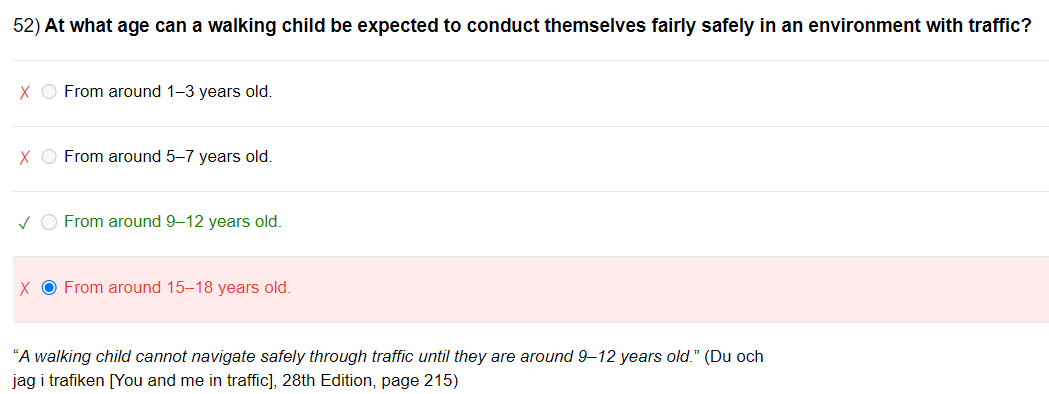 52) At what age can a walking child be expected to conduct themselves fairly safely in an environment with traffic?
✗ From around 1–3 years old.
✗ From around 5–7 years old.
✓ From around 9–12 years old.
✗ From around 15–18 years old.
“A walking child cannot navigate safely through traffic until they are around 9–12 years old.” (Du och
jag i trafiken [You and me in traffic], 28th Edition, page 215)